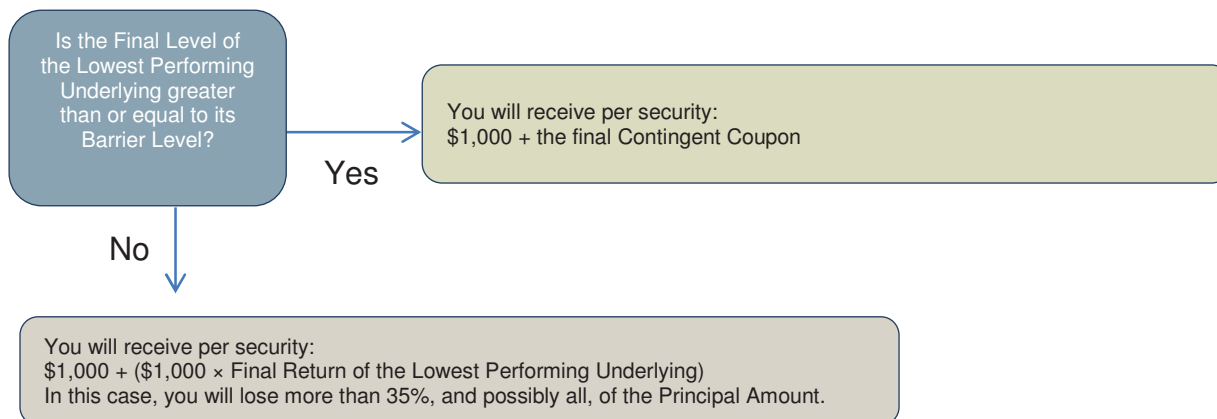 Is the Final Level of
the Lowest Performing
Underlying greater
than or equal to its
Barrier Level?
You will receive per security:
$1,000 + the final Contingent Coupon
Yes
No
You will receive per security:
$1,000 + ($1,000 × Final Return of the Lowest Performing Underlying)
In this case, you will lose more than 35%, and possibly all, of the Principal Amount.